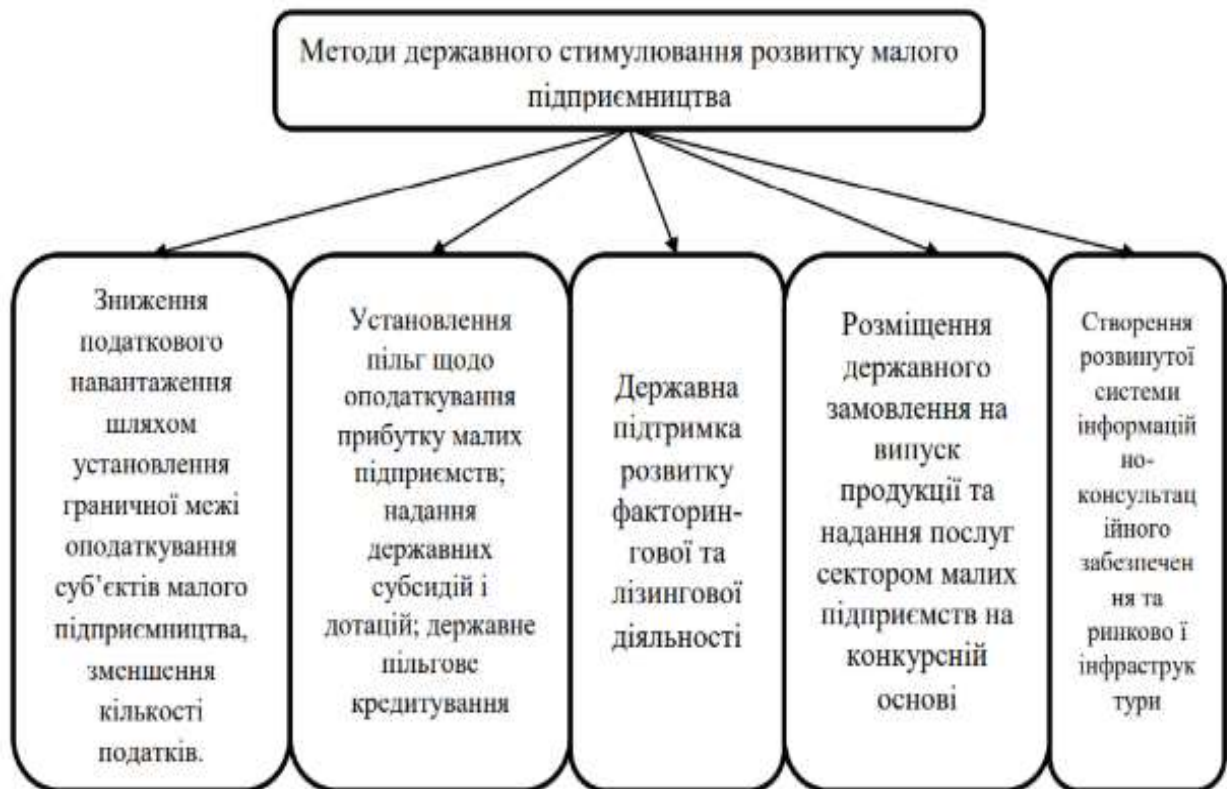 Методи державного стимулювання розвитку малого
підприємництва
Зниження
податкового
навантаження
шляхом
установлення
граничної межі
оподаткування
суб’єктів малого
підприємництва,
зменшення
кількості
податків.
Установлення
пільг щодо
оподаткування
прибутку малих
підприємств;
надання
державних
субсидій і
дотацій; державне
пільгове
кредитування
Державна
підтримка
розвитку
факторин-
гової та
лізингової
діяльності
Розміщення
державного
замовлення на
випуск
продукції та
надання послуг
сектором малих
підприємств на
конкурсній
основі
Створення
розвинутої
системи
інформацій
но-
консультац
ійного
забезпечен
ня та
ринково ї
інфраструк
тури